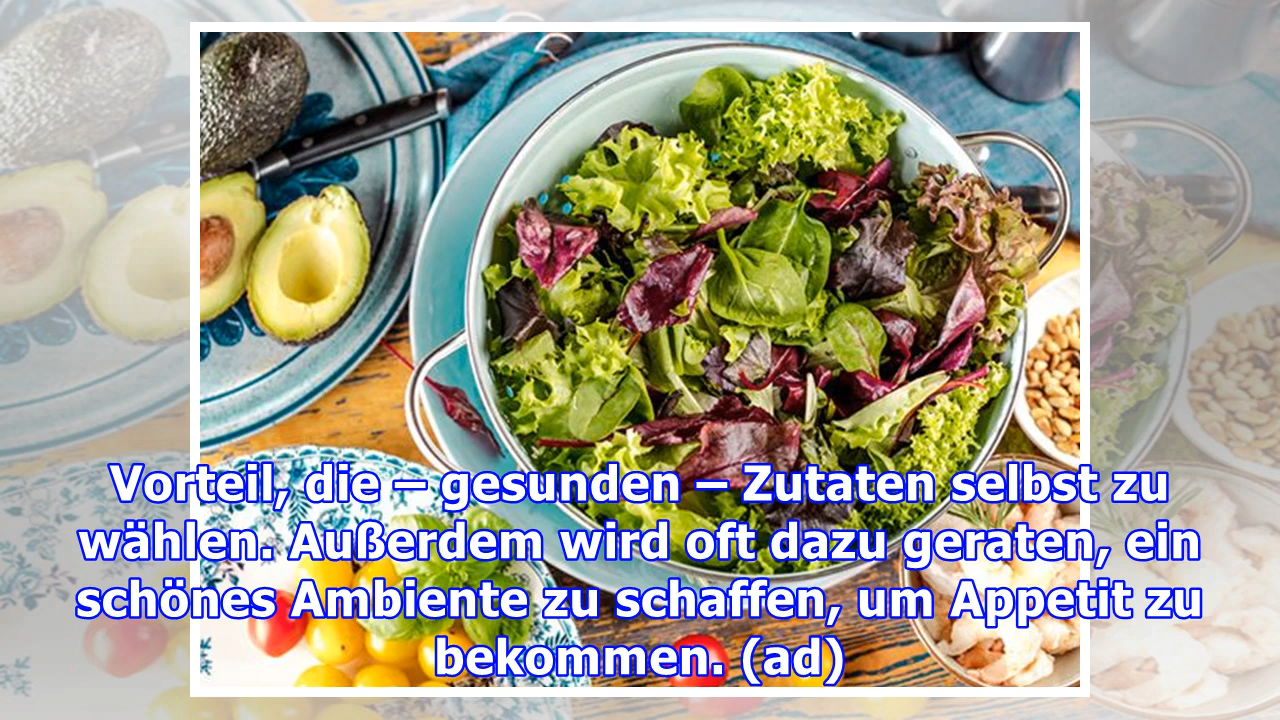 Vorteil, die – gesunden – Zutaten selbst zu
wählen. Außerdem wird oft dazu geraten, ein
schönes Ambiente zu schaffen, um Appetit zu
bekommen. (ad)